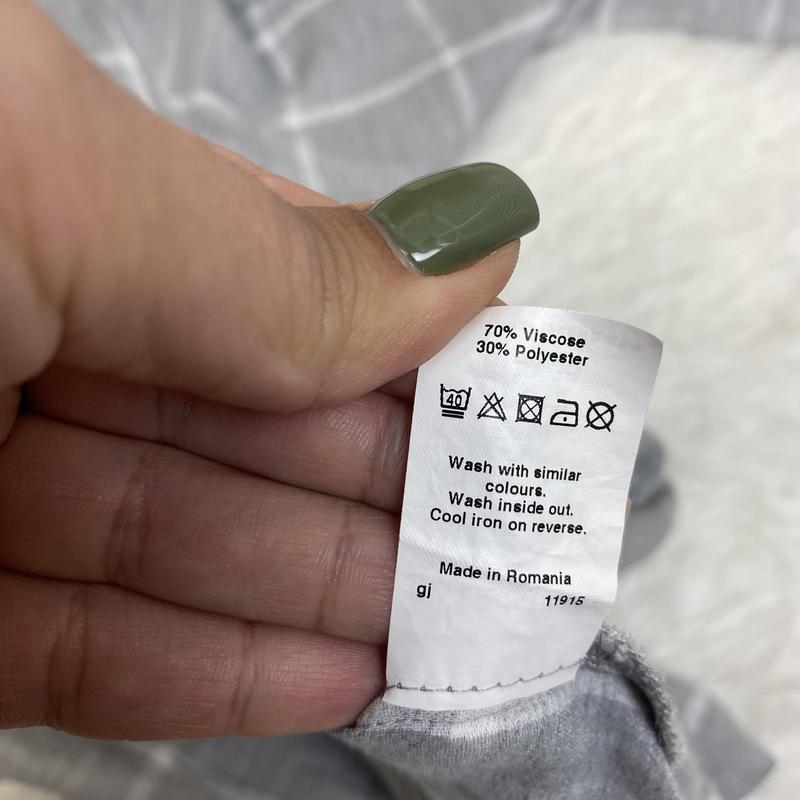 70% Viscose
30% Polyester
40
Wash with similar
colours.
Wash inside out.
Cool iron on reverse.
Made in Romania
gj 11915